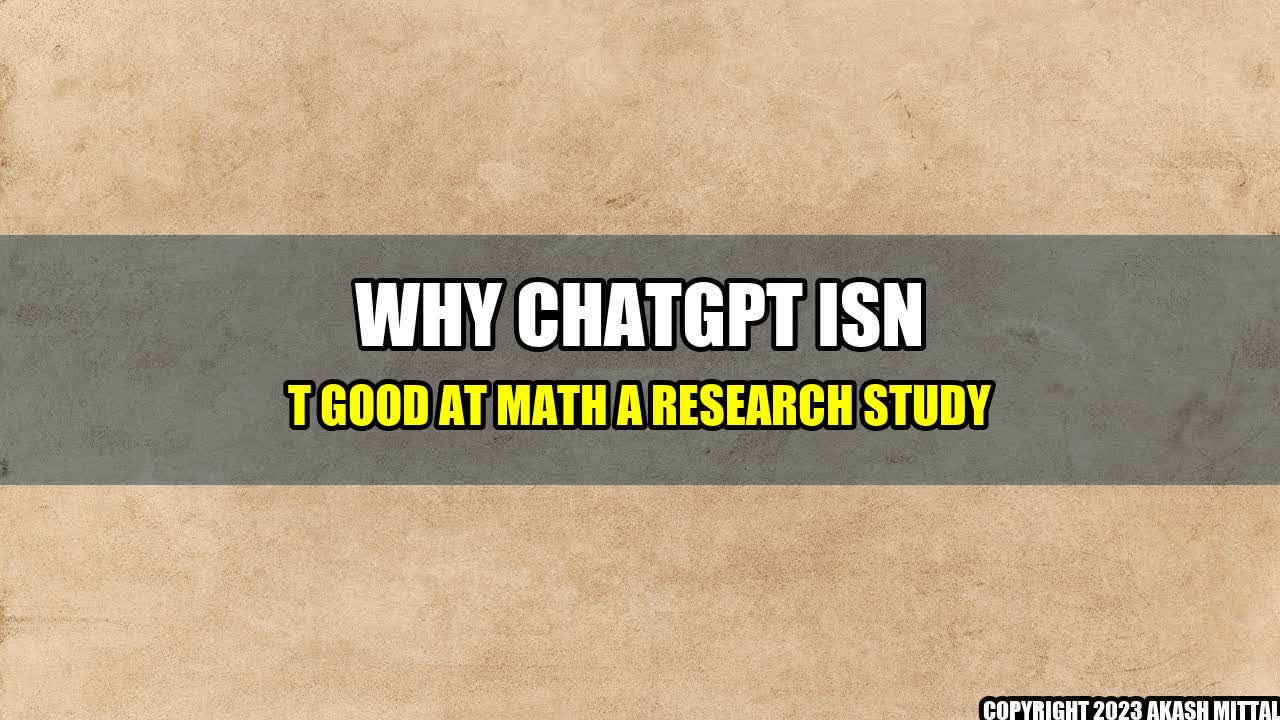 WHY CHATGPT ISN
T GOOD AT MATH A RESEARCH STUDY
COPYRIGHT 2023 AKASH MITTAL